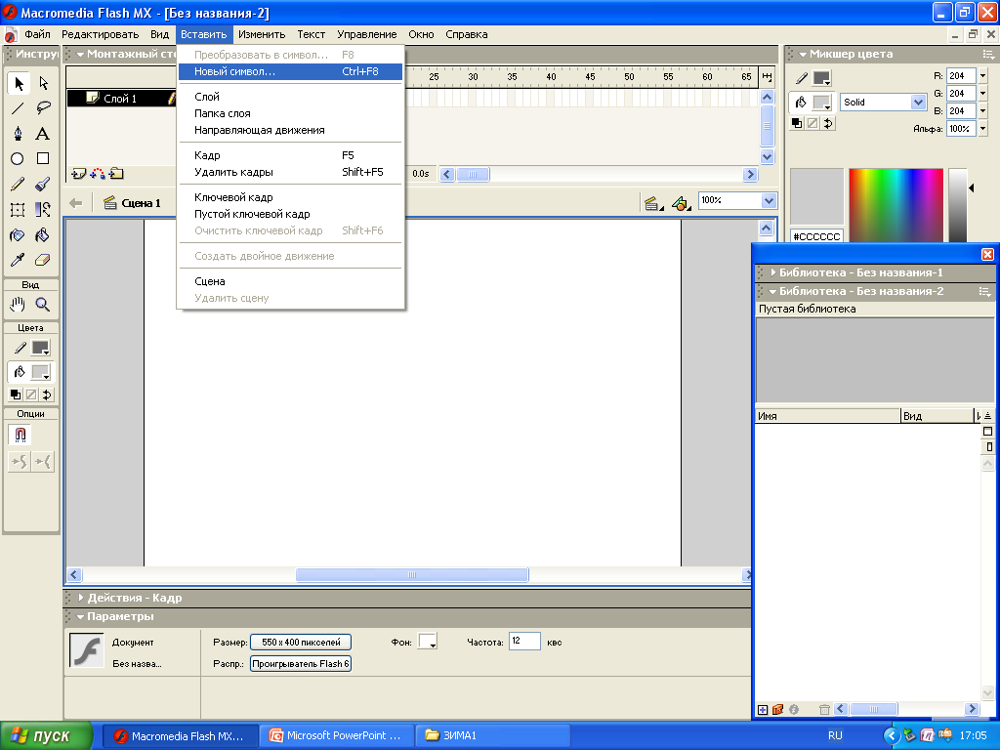 Macromedia Flash MX - [Без названия-2]
Файл Редактировать Вид Вставить Изменить Текст Управление Окно Справка
Инстру
Монтажный сто
Микшер цвета
Преобразовать в символ... F8
Новый символ... Ctrl+F8
Слой
Папка слоя
Направляющая движения
Кадр F5
Удалить кадры Shift+F5
Ключевой кадр
Пустой ключевой кадр
Очистить ключевой кадр Shift+F6
Создать двойное движение
Сцена
Удалить сцену
25 30 35 40 45 50 55 60 65
Слой 1
0.0s
Сцена 1
100%
R: 204
G: 204
B: 204
Альфа: 100%
Solid
#CCCCCC
Вид
Цвета
Опции
Библиотека - Без названия-1
Библиотека - Без названия-2
Пустая библиотека
Имя Вид
Действия - Кадр
Параметры
Документ
Без назва...
Размер: 550 x 400 пикселей
Фон:
Частота: 12 квс
Распр.: Проигрыватель Flash 6
пуск
Macromedia Flash MX...
Microsoft PowerPoint ...
ЗИМА1
RU
17:05